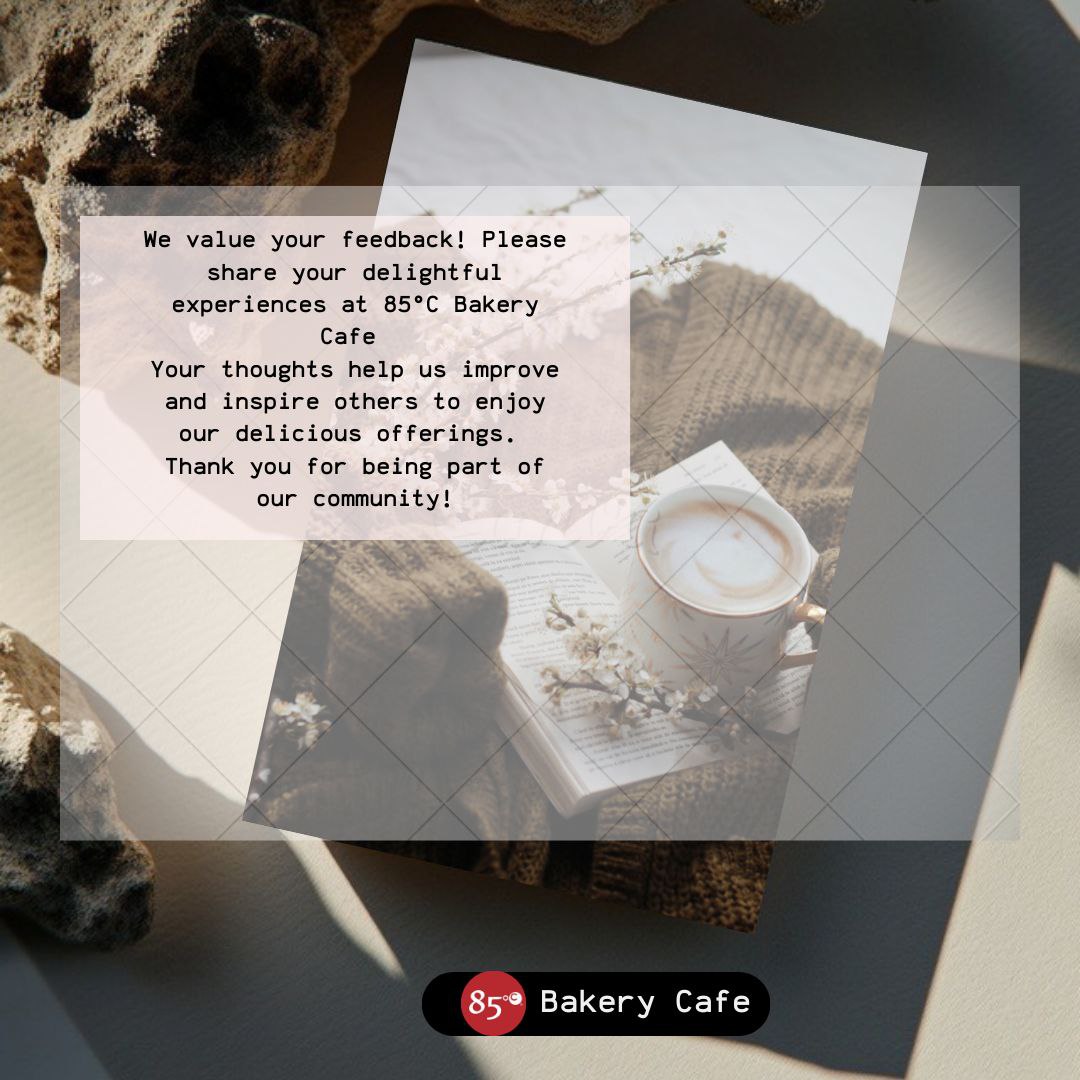 We value your feedback! Please
share your delightful
experiences at 85°C Bakery
Cafe
Your thoughts help us improve
and inspire others to enjoy
our delicious offerings.
Thank you for being part of
our community!
85°C Bakery Cafe